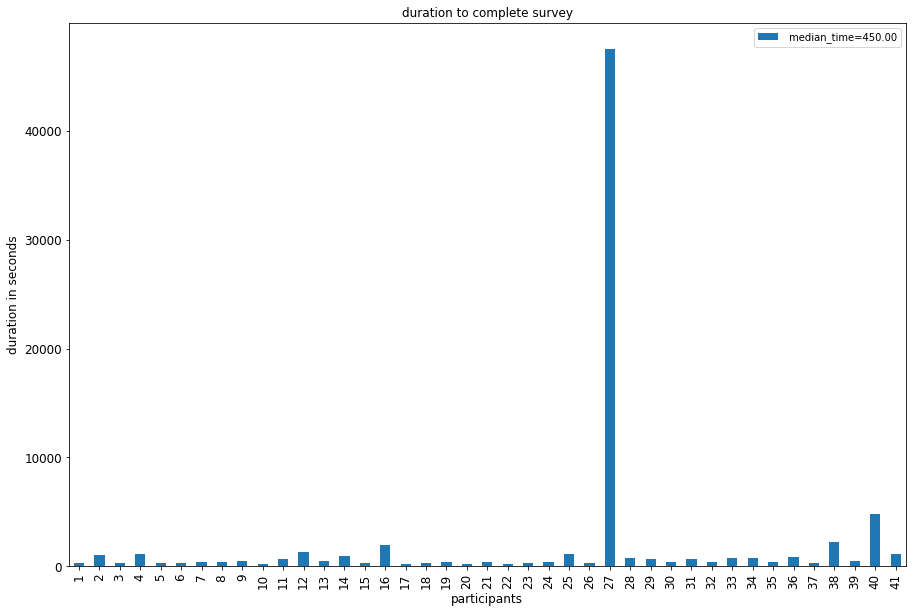 duration to complete survey
median_time=450.00
duration in seconds
40000
30000
20000
10000
0
1 2 3 4 5 6 7 8 9 10 11 12 13 14 15 16 17 18 19 20 21 22 23 24 25 26 27 28 29 30 31 32 33 34 35 36 37 38 39 40 41
participants